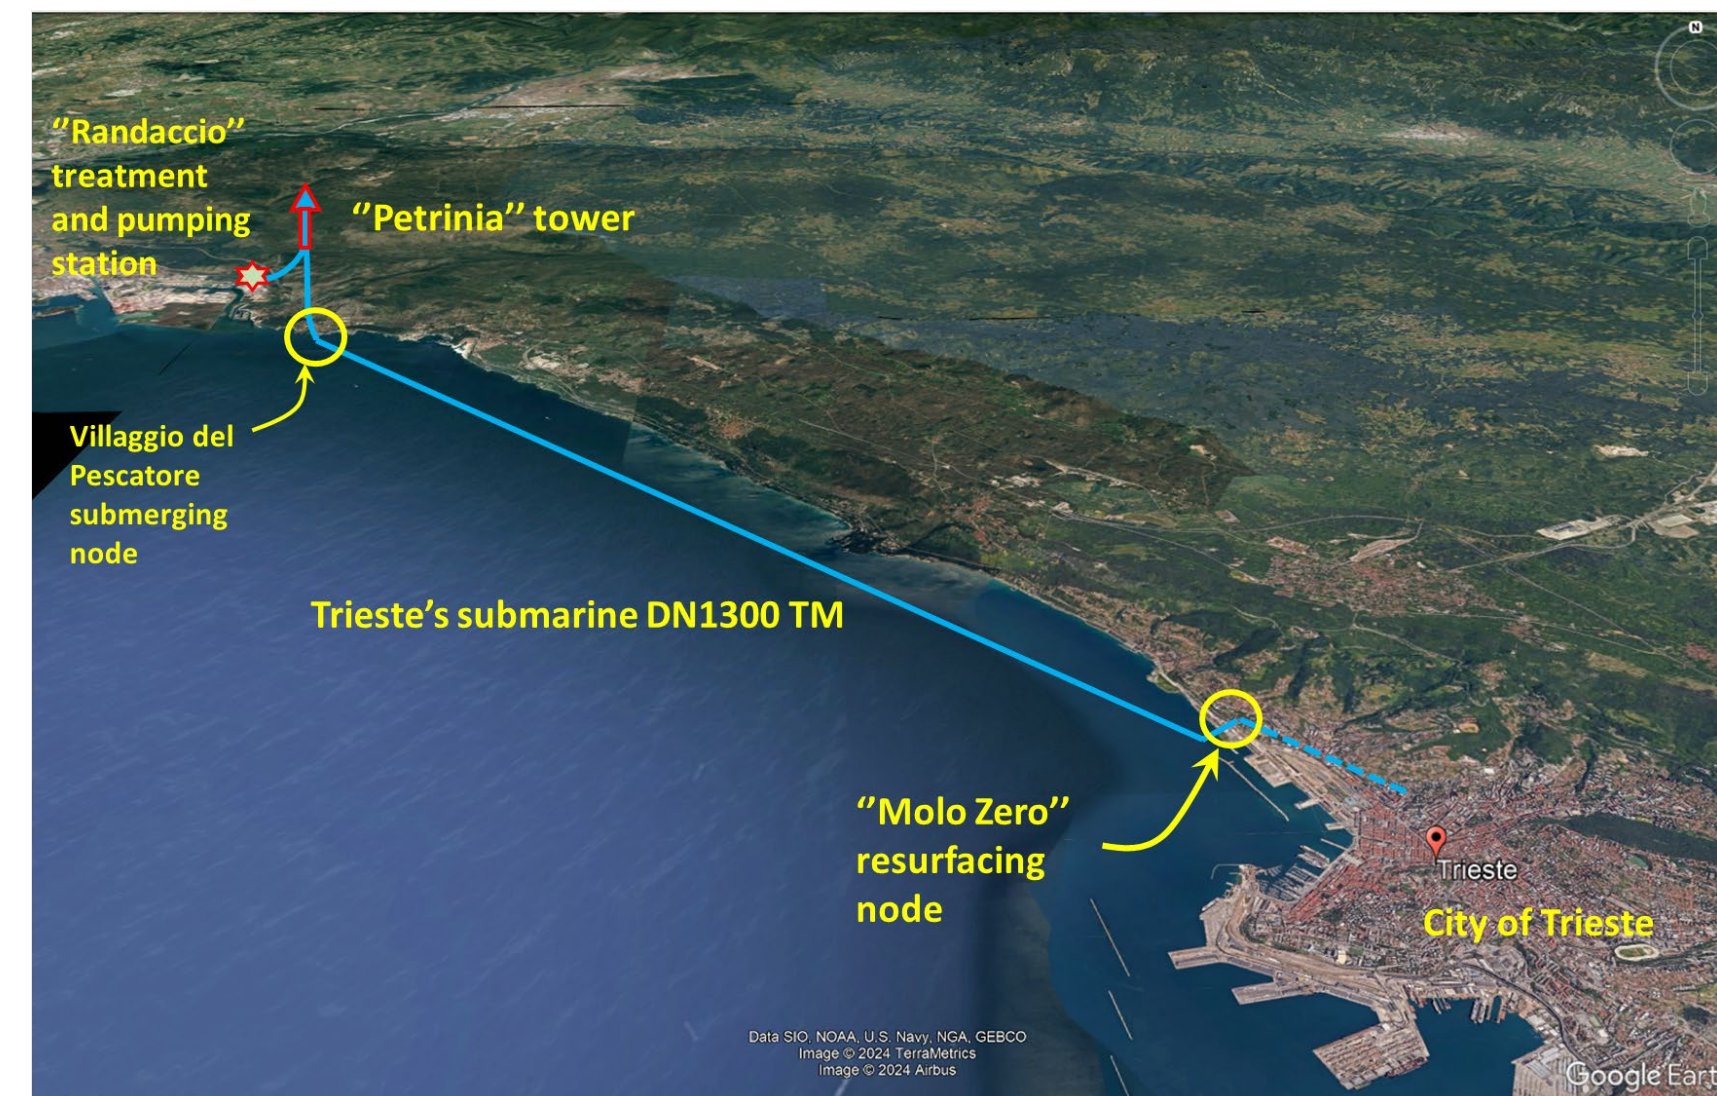 ‘‘Randaccio’’
treatment
and pumping
station
‘‘Petrinia’’ tower
Villaggio del
Pescatore
submerging
node
Trieste’s submarine DN1300 TM
‘‘Molo Zero’’
resurfacing
node
Trieste
City of Trieste
N
Data SIO, NOAA, U.S. Navy, NGA, GEBCO
Image © 2024 TerraMetrics
Image © 2024 Airbus
Google Eart